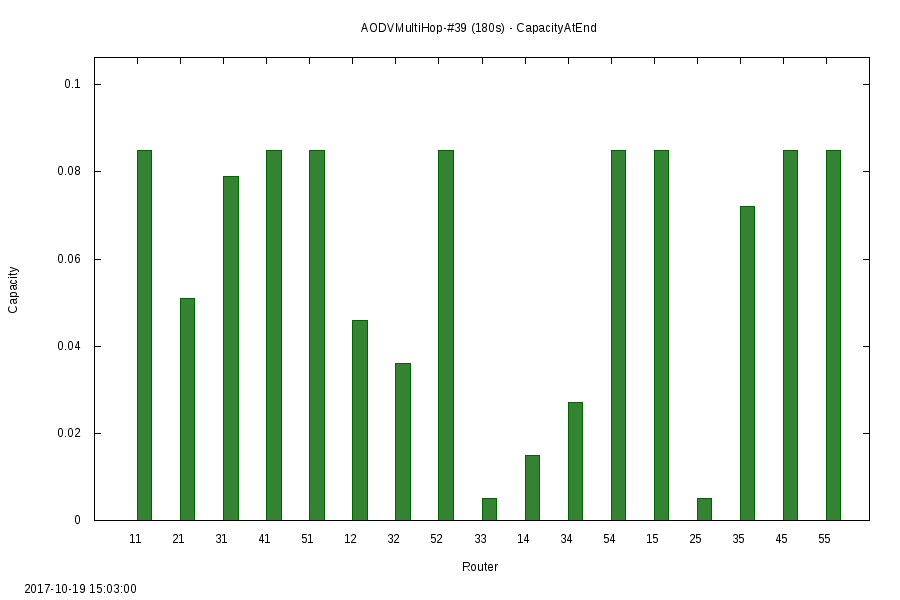 AODVMultiHop-#39 (180s) - CapacityAtEnd
0.1
0.08
0.06
0.04
0.02
0
Capacity
11 21 31 41 51 12 32 52 33 14 34 54 15 25 35 45 55
Router
2017-10-19 15:03:00